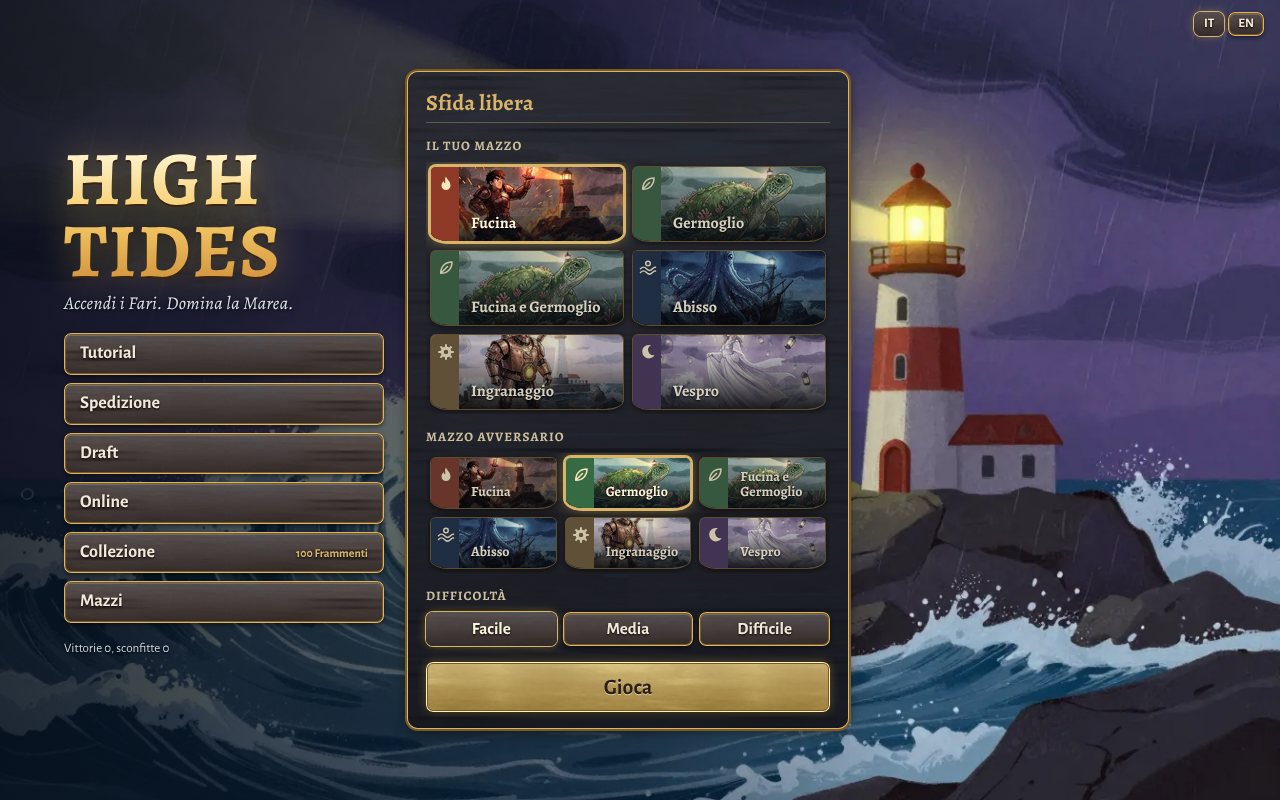 IT
EN
HIGH
TIDES
Accendi i Fari. Domina la Marea.
Tutorial
Spedizione
Draft
Online
Collezione
100 Frammenti
Mazzi
Vittorie 0, sconfitte 0
Sfida libera
IL TUO MAZZO
Fucina
Germoglio
Fucina e Germoglio
Abisso
Ingranaggio
Vespro
MAZZO AVVERSARIO
Fucina
Germoglio
Fucina e
Germoglio
Abisso
Ingranaggio
Vespro
DIFFICOLTÀ
Facile
Media
Difficile
Gioca